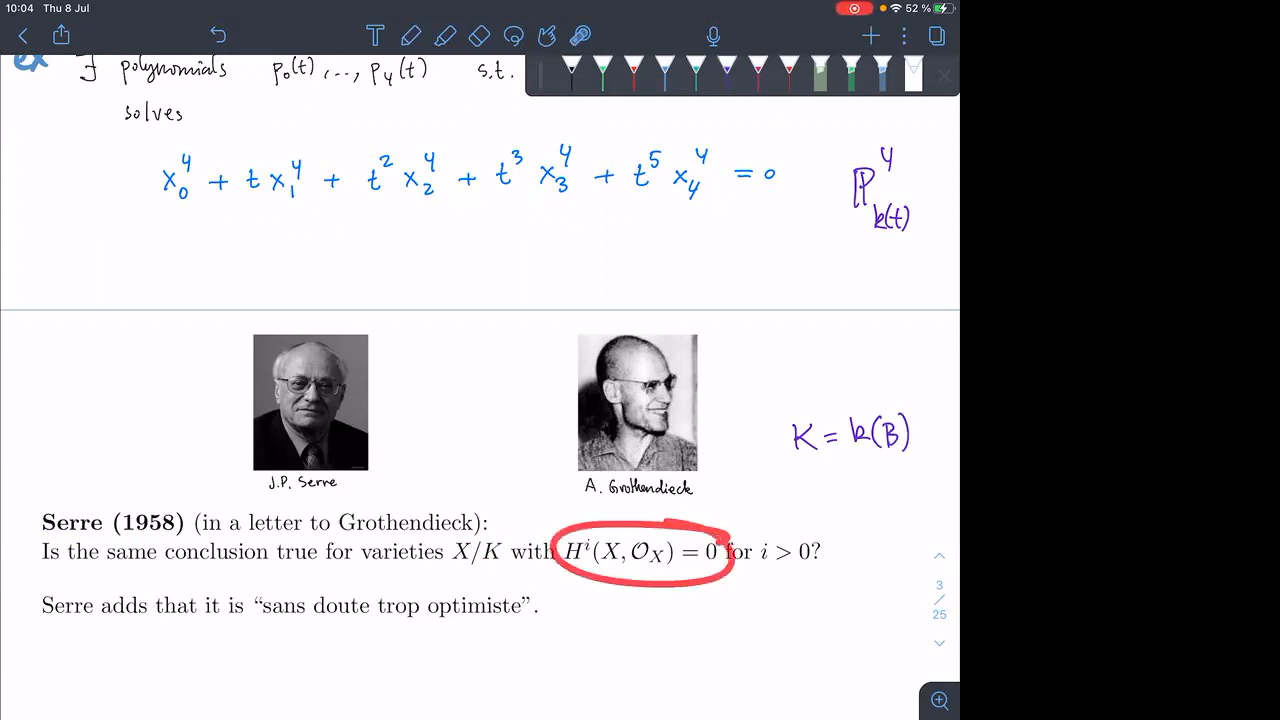 10:04 Thu 8 Jul
52 %
ex ∃ polynomials p₀(t), ..., p₄(t) s.t.
solves
x₀⁴ + t x₁⁴ + t² x₂⁴ + t³ x₃⁴ + t⁵ x₄⁴ = 0
ℙ⁴_k(t)
K = k(B)
J.P. Serre
A. Grothendieck
Serre (1958) (in a letter to Grothendieck):
Is the same conclusion true for varieties X/K with Hⁱ(X, 𝒪_X) = 0 for i > 0?
Serre adds that it is “sans doute trop optimiste”.
3
/
25